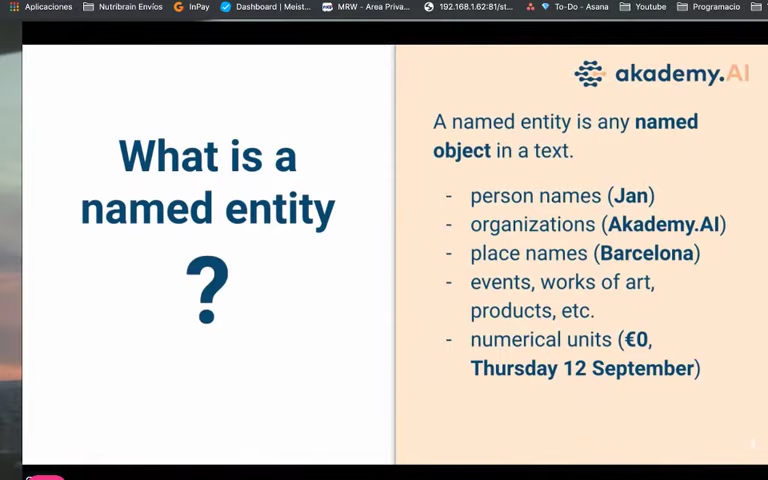 Aplicaciones Nutribrain Envíos InPay Dashboard | Meist... MRW - Area Priva... 192.168.1.62:81/st... To-Do - Asana Youtube Programacio
akademy.AI
What is a
named entity
?
A named entity is any named
object in a text.
- person names (Jan)
- organizations (Akademy.AI)
- place names (Barcelona)
- events, works of art,
products, etc.
- numerical units (€0,
Thursday 12 September)